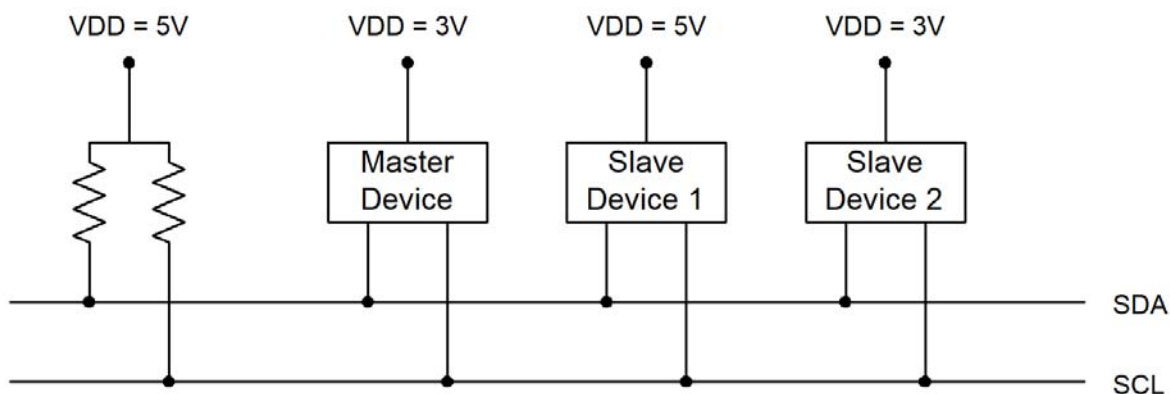 VDD = 5V
VDD = 3V
VDD = 5V
VDD = 3V
Master
Device
Slave
Device 1
Slave
Device 2
SDA
SCL